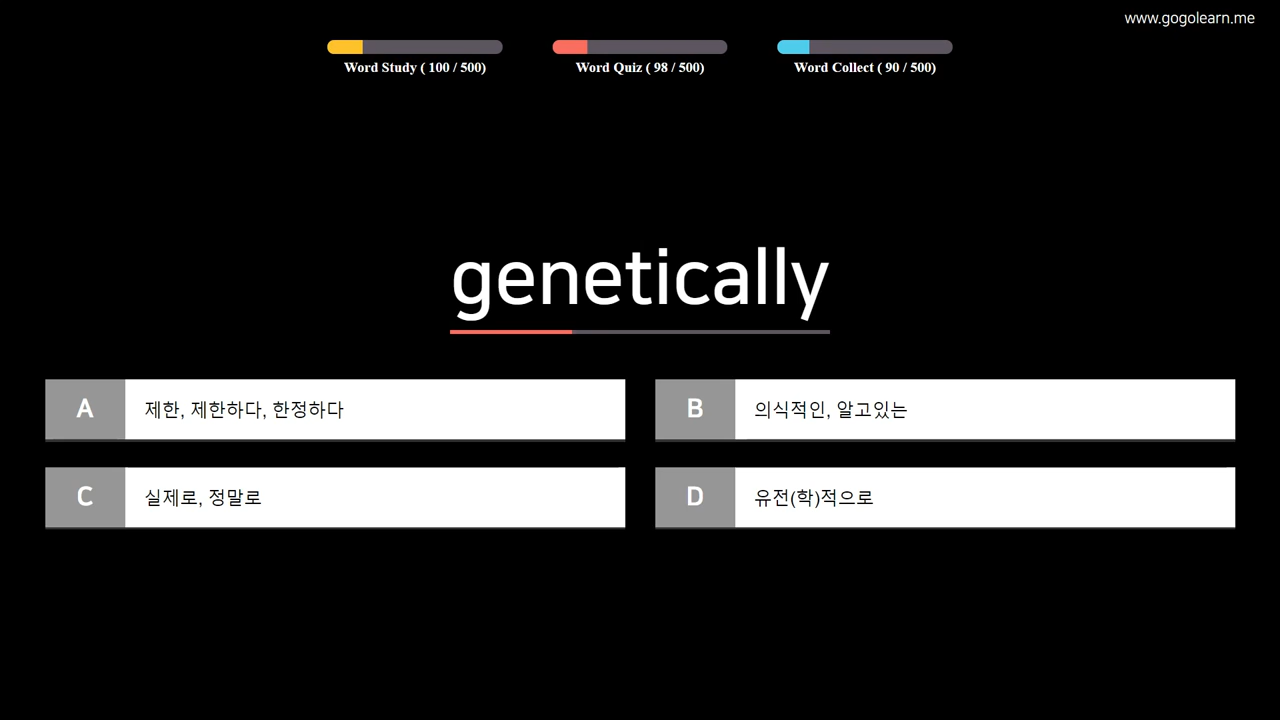 www.gogolearn.me
Word Study ( 100 / 500)
Word Quiz ( 98 / 500)
Word Collect ( 90 / 500)
genetically
A 제한, 제한하다, 한정하다
B 의식적인, 알고있는
C 실제로, 정말로
D 유전(학)적으로